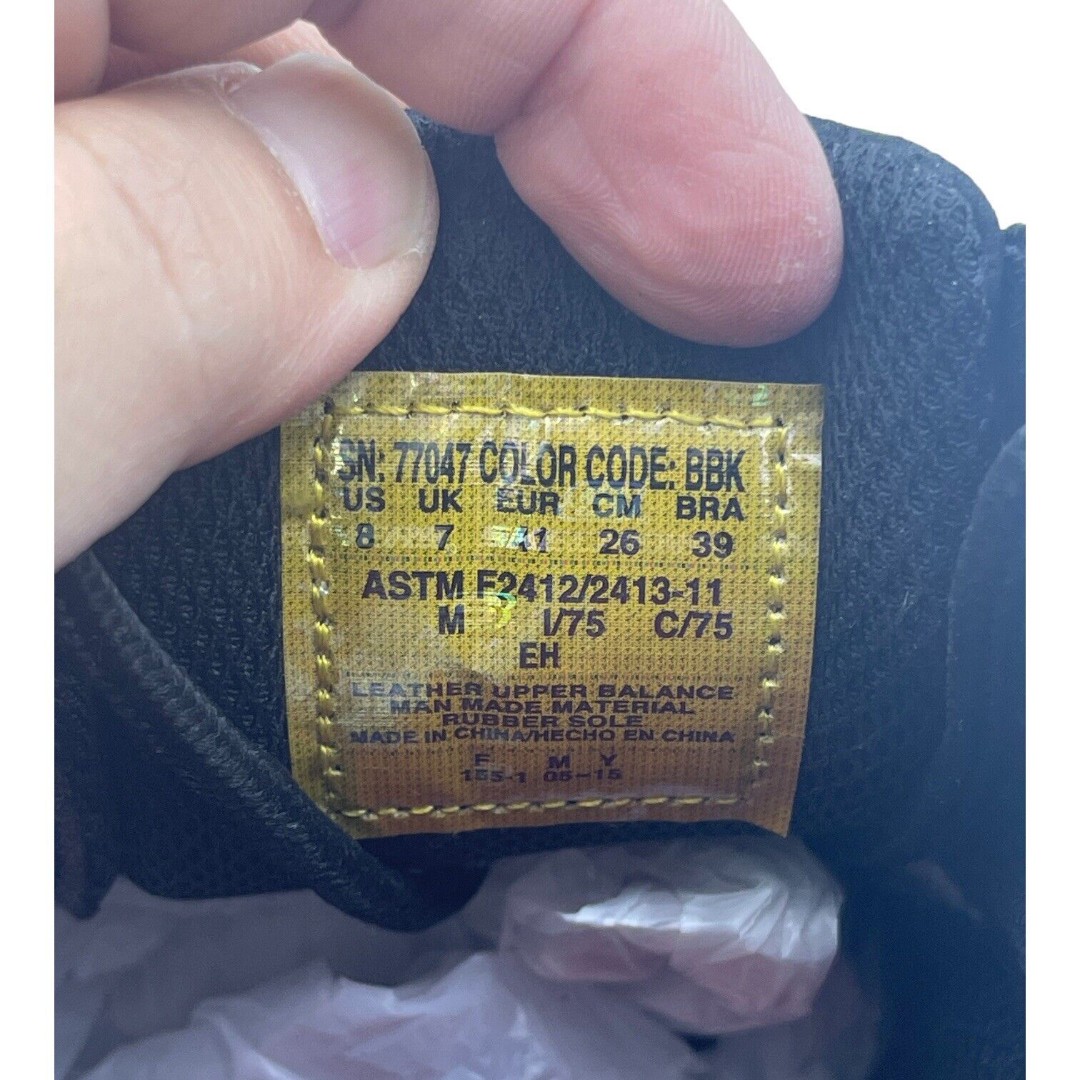 SN: 77047 COLOR CODE: BBK
US UK EUR CM BRA
8 7 41 26 39
ASTM F2412/2413-11
M I/75 C/75
EH
LEATHER UPPER BALANCE
MAN MADE MATERIAL
RUBBER SOLE
MADE IN CHINA/HECHO EN CHINA
F M Y
155-1 05-15